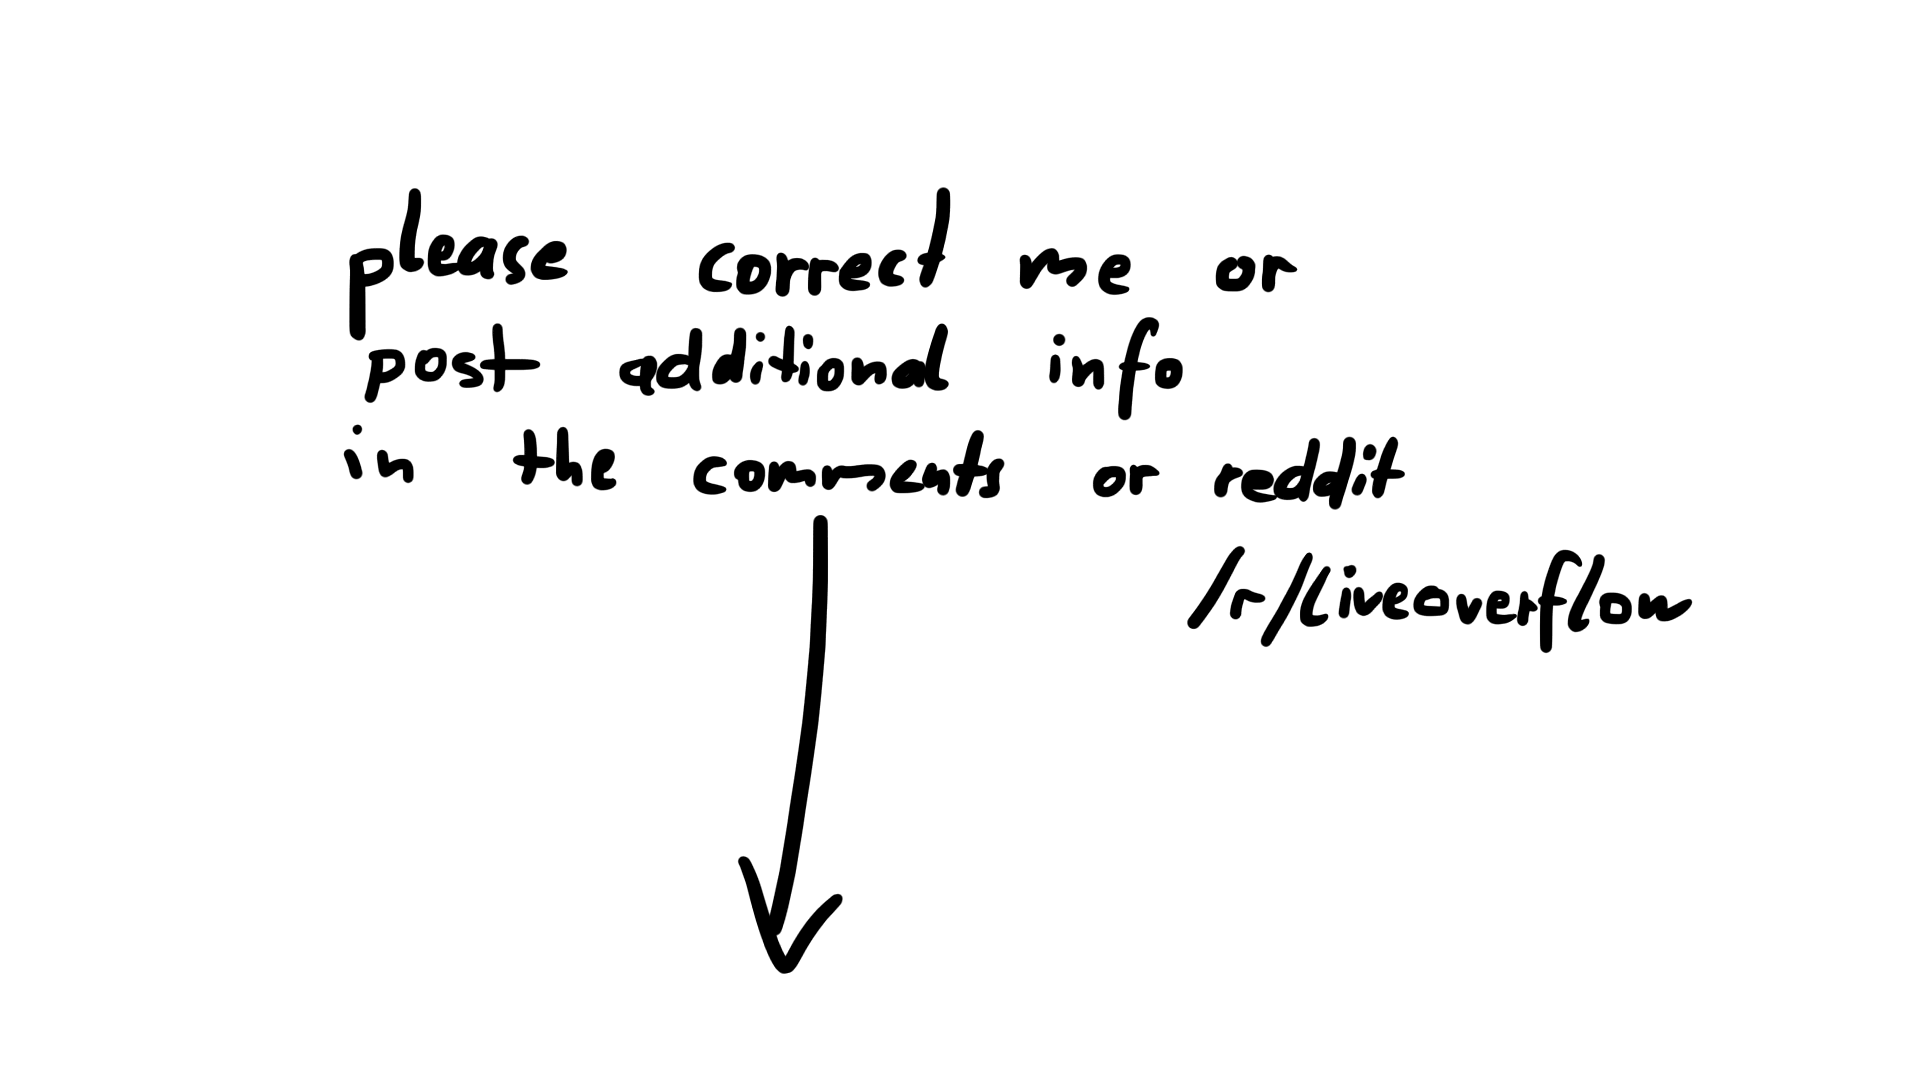 please correct me or
post additional info
in the comments or reddit
/r/Liveoverflow